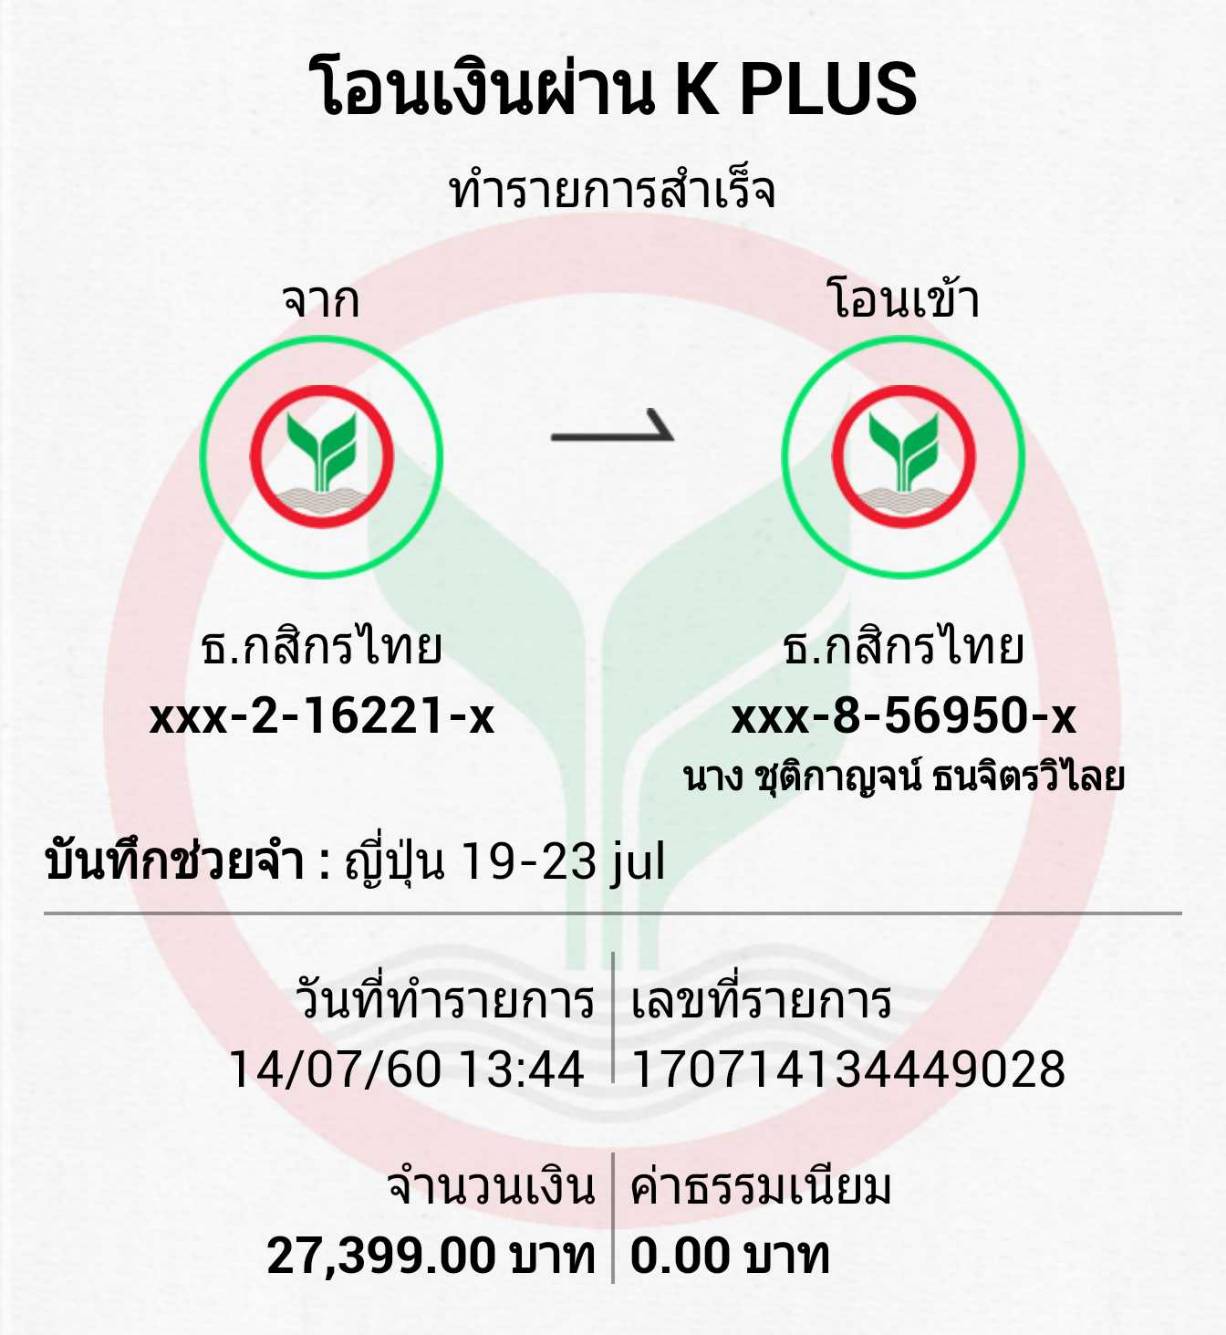 โอนเงินผ่าน K PLUS
ทำรายการสำเร็จ
จาก
โอนเข้า
ธ.กสิกรไทย
xxx-2-16221-x
ธ.กสิกรไทย
xxx-8-56950-x
นาง ชุติกาญจน์ ธนจิตรวิไลย
บันทึกช่วยจำ : ญี่ปุ่น 19-23 jul
วันที่ทำรายการ
14/07/60 13:44
เลขที่รายการ
170714134449028
จำนวนเงิน
27,399.00 บาท
ค่าธรรมเนียม
0.00 บาท